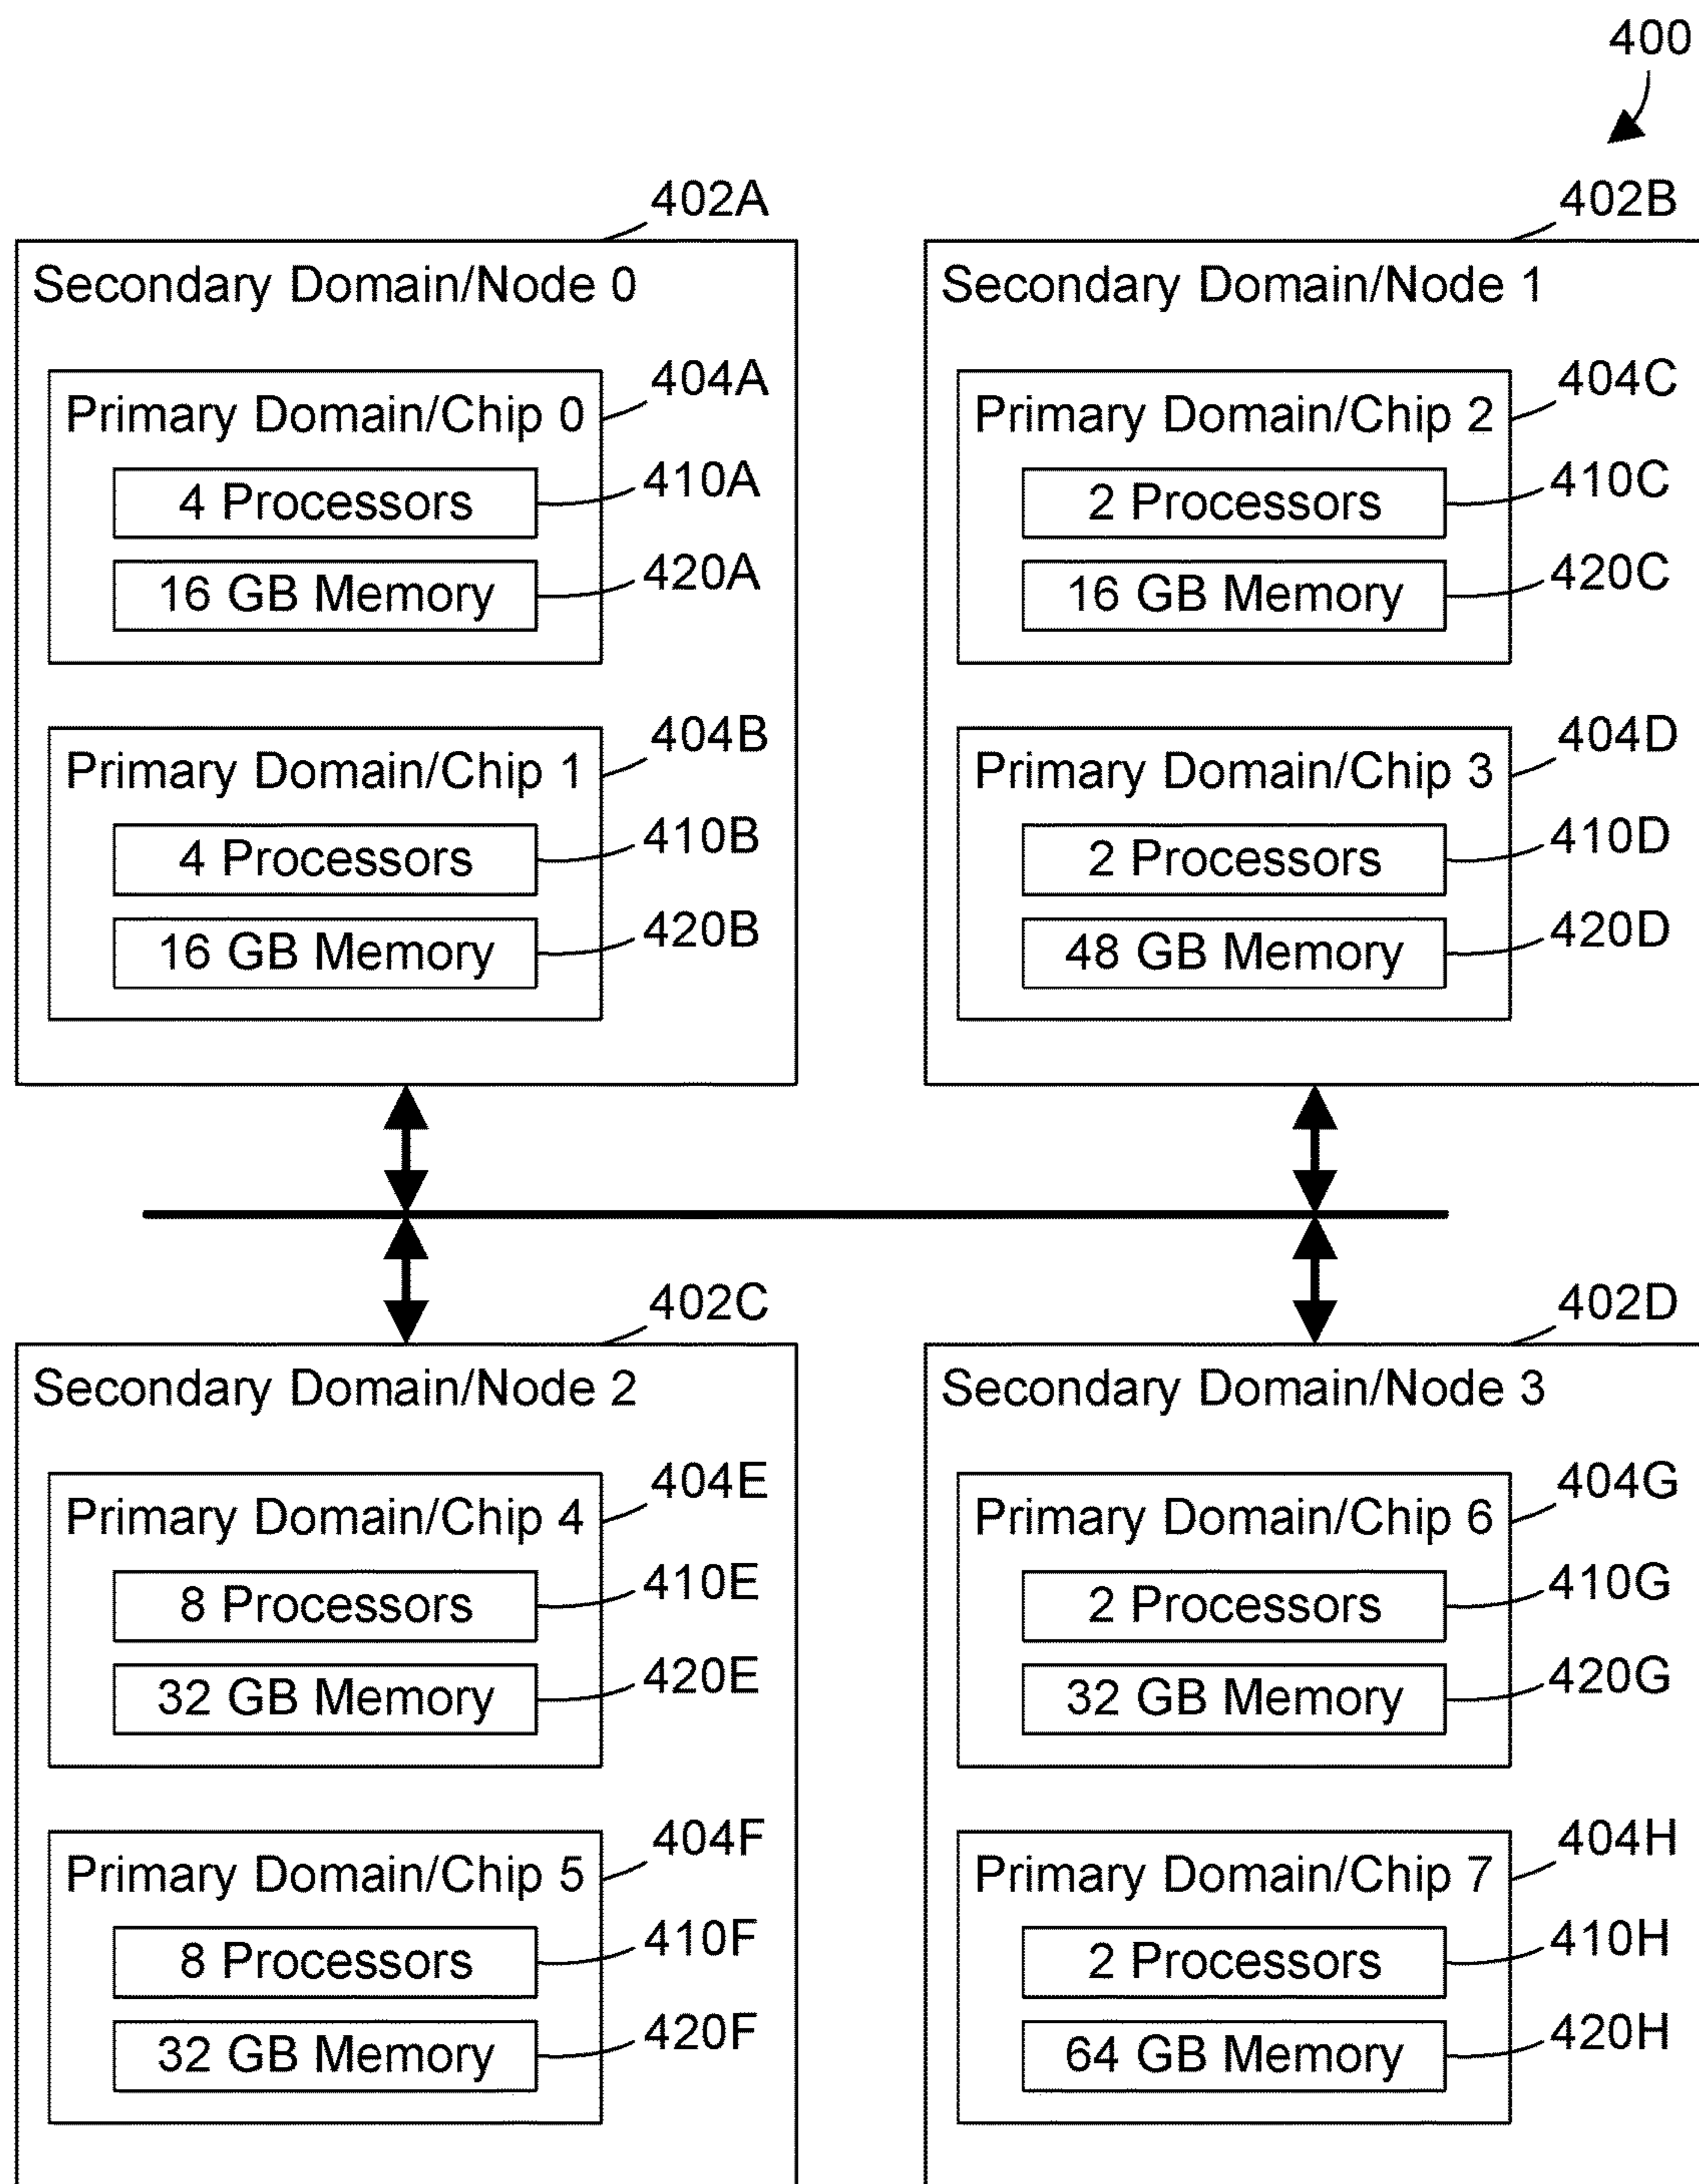 400
402A
Secondary Domain/Node 0
404A
Primary Domain/Chip 0
4 Processors
410A
16 GB Memory
420A
404B
Primary Domain/Chip 1
4 Processors
410B
16 GB Memory
420B
402B
Secondary Domain/Node 1
404C
Primary Domain/Chip 2
2 Processors
410C
16 GB Memory
420C
404D
Primary Domain/Chip 3
2 Processors
410D
48 GB Memory
420D
402C
Secondary Domain/Node 2
404E
Primary Domain/Chip 4
8 Processors
410E
32 GB Memory
420E
404F
Primary Domain/Chip 5
8 Processors
410F
32 GB Memory
420F
402D
Secondary Domain/Node 3
404G
Primary Domain/Chip 6
2 Processors
410G
32 GB Memory
420G
404H
Primary Domain/Chip 7
2 Processors
410H
64 GB Memory
420H